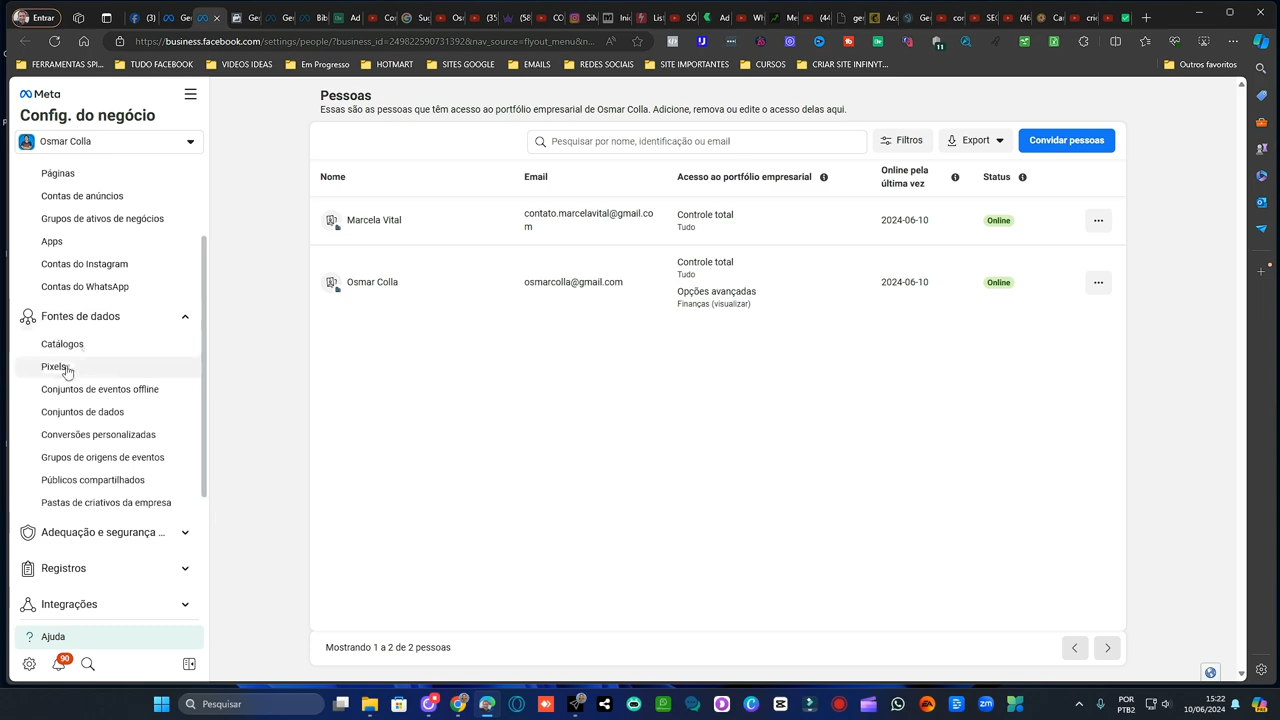 Entrar
https://business.facebook.com/settings/people/?business_id=2498225907313928&nav_source=flyout_menu&n...
FERRAMENTAS SPI... TUDO FACEBOOK VIDEOS IDEAS Em Progresso HOTMART SITES GOOGLE EMAILS REDES SOCIAIS SITE IMPORTANTES CURSOS CRIAR SITE INFINYT... Outros favoritos
Meta
Config. do negócio
Osmar Colla
Páginas
Contas de anúncios
Grupos de ativos de negócios
Apps
Contas do Instagram
Contas do WhatsApp
Fontes de dados
Catálogos
Pixels
Conjuntos de eventos offline
Conjuntos de dados
Conversões personalizadas
Grupos de origens de eventos
Públicos compartilhados
Pastas de criativos da empresa
Adequação e segurança ...
Registros
Integrações
? Ajuda
90
Pessoas
Essas são as pessoas que têm acesso ao portfólio empresarial de Osmar Colla. Adicione, remova ou edite o acesso delas aqui.
Pesquisar por nome, identificação ou email
Filtros
Export
Convidar pessoas
Nome Email Acesso ao portfólio empresarial Online pela
última vez Status
Marcela Vital contato.marcelavital@gmail.co
m Controle total
Tudo 2024-06-10 Online
Osmar Colla osmarcolla@gmail.com Controle total
Tudo
Opções avançadas
Finanças (visualizar) 2024-06-10 Online
Mostrando 1 a 2 de 2 pessoas
Pesquisar
POR
PTB2
15:22
10/06/2024